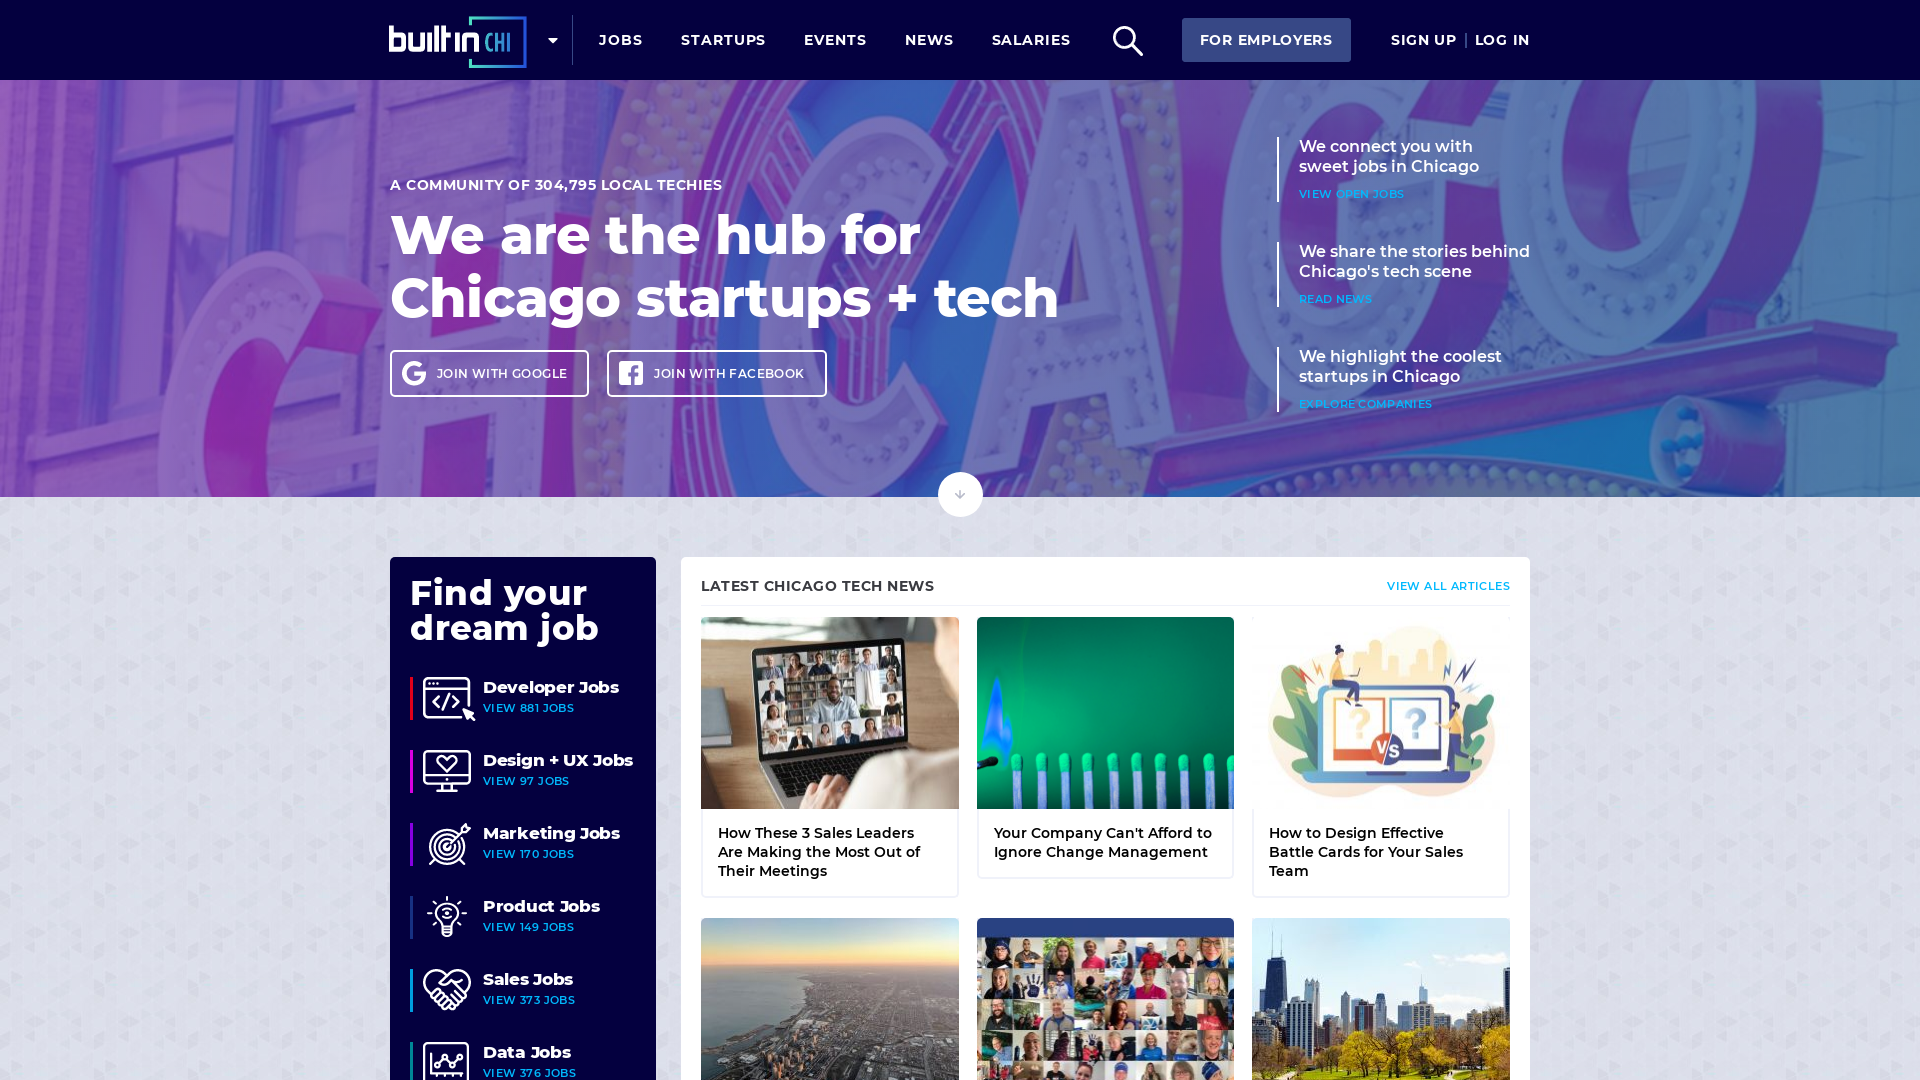 built in CHI
JOBS
STARTUPS
EVENTS
NEWS
SALARIES
FOR EMPLOYERS
SIGN UP
LOG IN
A COMMUNITY OF 304,795 LOCAL TECHIES
We are the hub for
Chicago startups + tech
JOIN WITH GOOGLE
JOIN WITH FACEBOOK
We connect you with
sweet jobs in Chicago
VIEW OPEN JOBS
We share the stories behind
Chicago's tech scene
READ NEWS
We highlight the coolest
startups in Chicago
EXPLORE COMPANIES
CHICAGO
Find your
dream job
Developer Jobs
VIEW 881 JOBS
Design + UX Jobs
VIEW 97 JOBS
Marketing Jobs
VIEW 170 JOBS
Product Jobs
VIEW 149 JOBS
Sales Jobs
VIEW 373 JOBS
Data Jobs
VIEW 376 JOBS
LATEST CHICAGO TECH NEWS
VIEW ALL ARTICLES
How These 3 Sales Leaders
Are Making the Most Out of
Their Meetings
Your Company Can't Afford to
Ignore Change Management
? VS ?
How to Design Effective
Battle Cards for Your Sales
Team